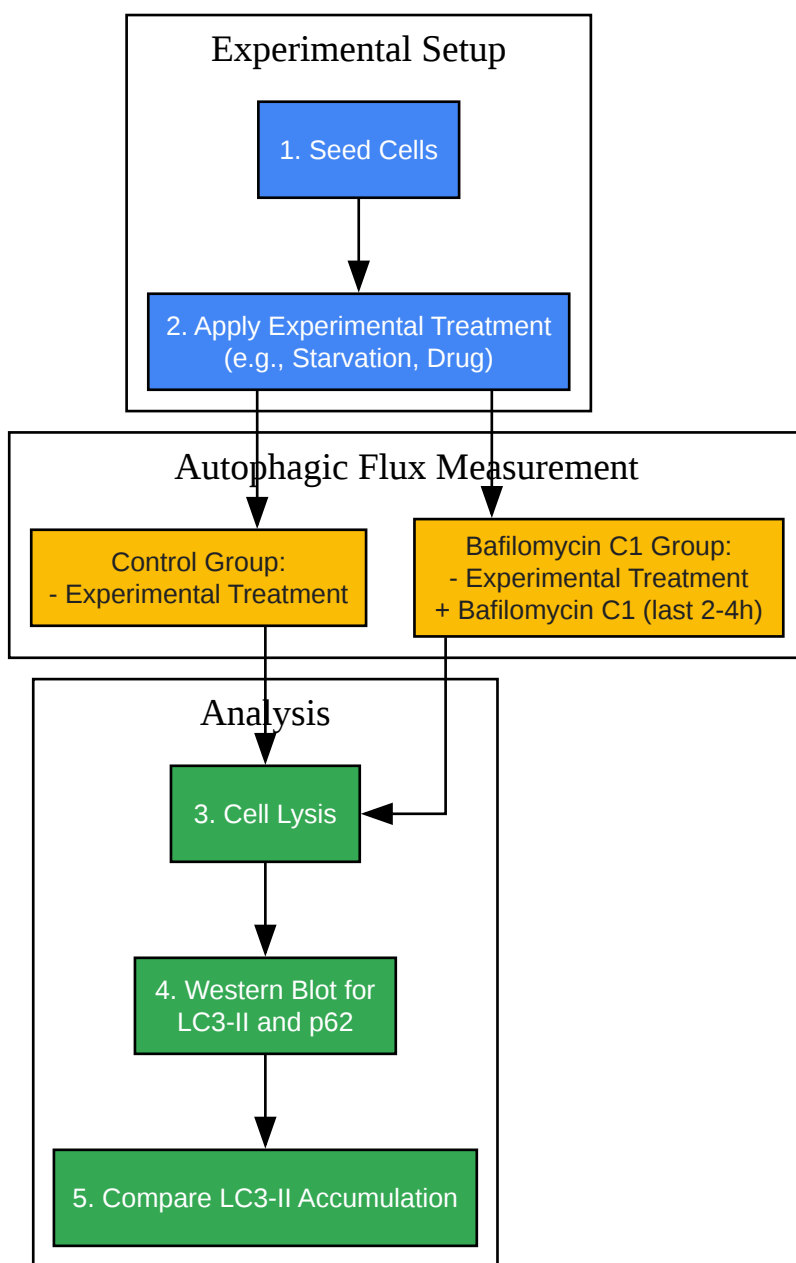 Experimental Setup
1. Seed Cells
2. Apply Experimental Treatment
(e.g., Starvation, Drug)
Autophagic Flux Measurement
Control Group:
- Experimental Treatment
Bafilomycin C1 Group:
- Experimental Treatment
+ Bafilomycin C1 (last 2-4h)
Analysis
3. Cell Lysis
4. Western Blot for
LC3-II and p62
5. Compare LC3-II Accumulation